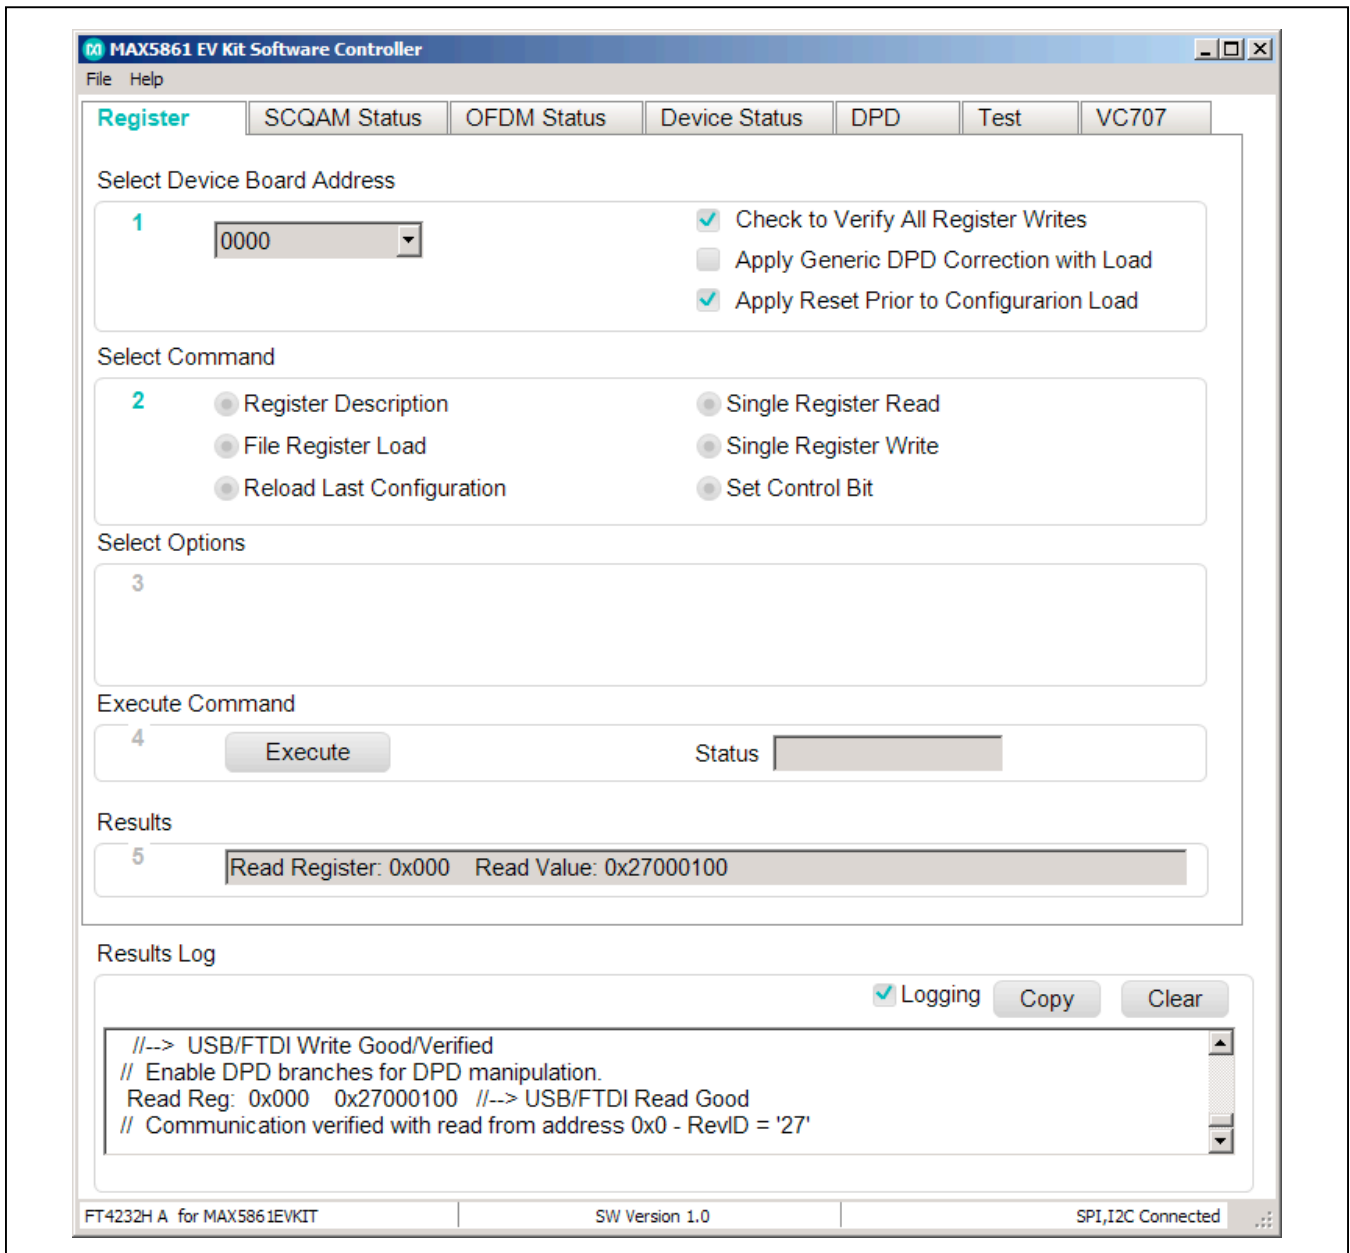 MAX5861 EV Kit Software Controller
File Help
Register SCQAM Status OFDM Status Device Status DPD Test VC707
Select Device Board Address
1
0000
Check to Verify All Register Writes
Apply Generic DPD Correction with Load
Apply Reset Prior to Configurarion Load
Select Command
2
Register Description Single Register Read
File Register Load Single Register Write
Reload Last Configuration Set Control Bit
Select Options
3
Execute Command
4
Execute Status
Results
5
Read Register: 0x000 Read Value: 0x27000100
Results Log
Logging Copy Clear
//--> USB/FTDI Write Good/Verified
// Enable DPD branches for DPD manipulation.
Read Reg: 0x000 0x27000100 //--> USB/FTDI Read Good
// Communication verified with read from address 0x0 - RevID = '27'
FT4232H A for MAX5861EVKIT SW Version 1.0 SPI,I2C Connected